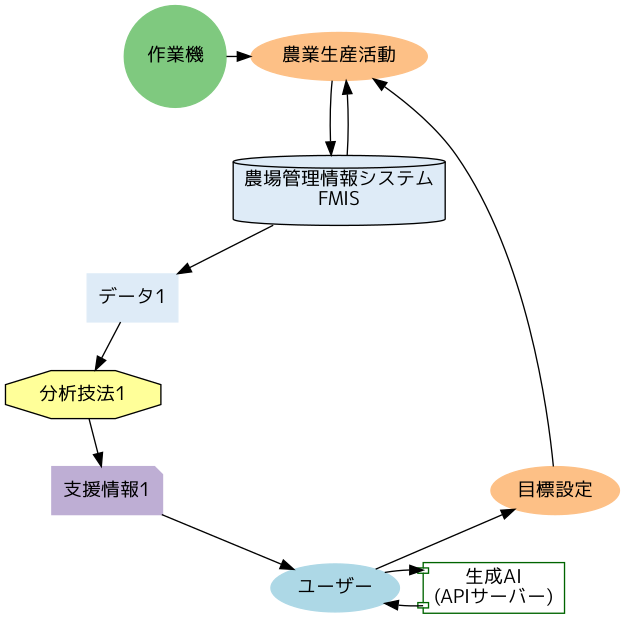 作業機
農業生産活動
農場管理情報システム
FMIS
データ1
分析技法1
支援情報1
目標設定
ユーザー
生成AI
(APIサーバー)